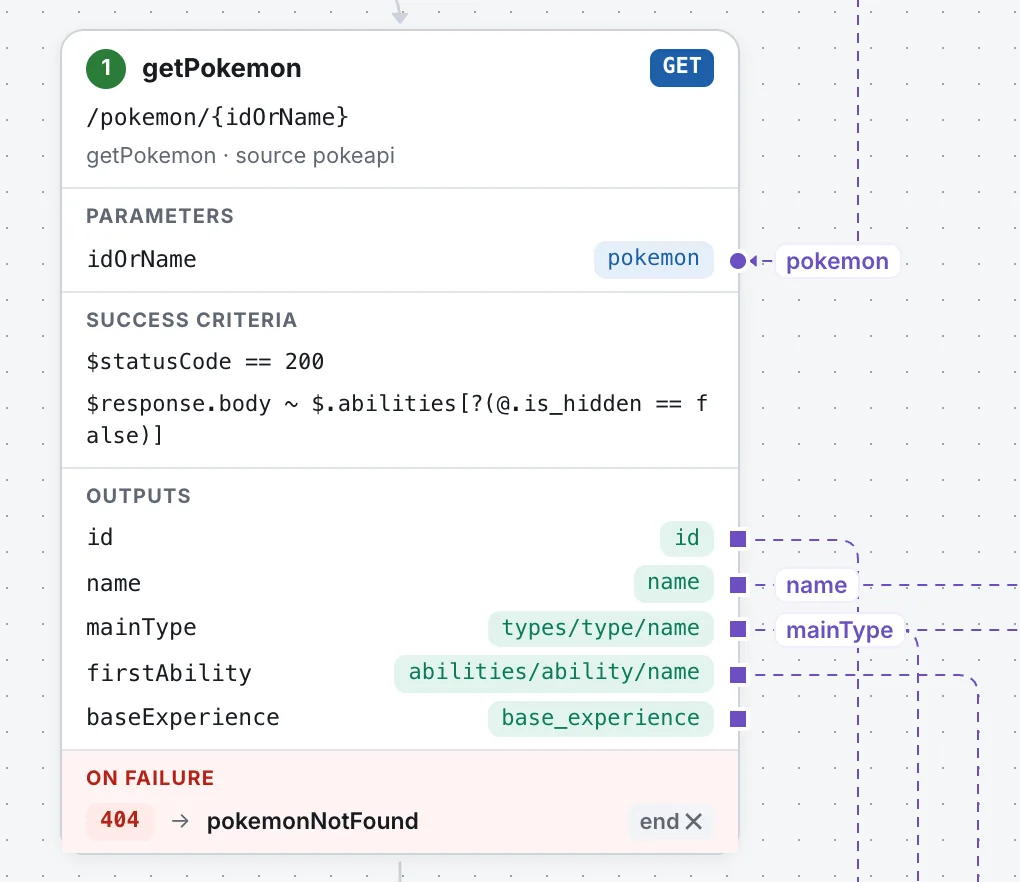 1 getPokemon GET
/pokemon/{idOrName}
getPokemon · source pokeapi
PARAMETERS
idOrName pokemon pokemon
SUCCESS CRITERIA
$statusCode == 200
$response.body ~ $.abilities[?(@.is_hidden == f
alse)]
OUTPUTS
id id
name name name
mainType types/type/name mainType
firstAbility abilities/ability/name
baseExperience base_experience
ON FAILURE
404 → pokemonNotFound end ✕